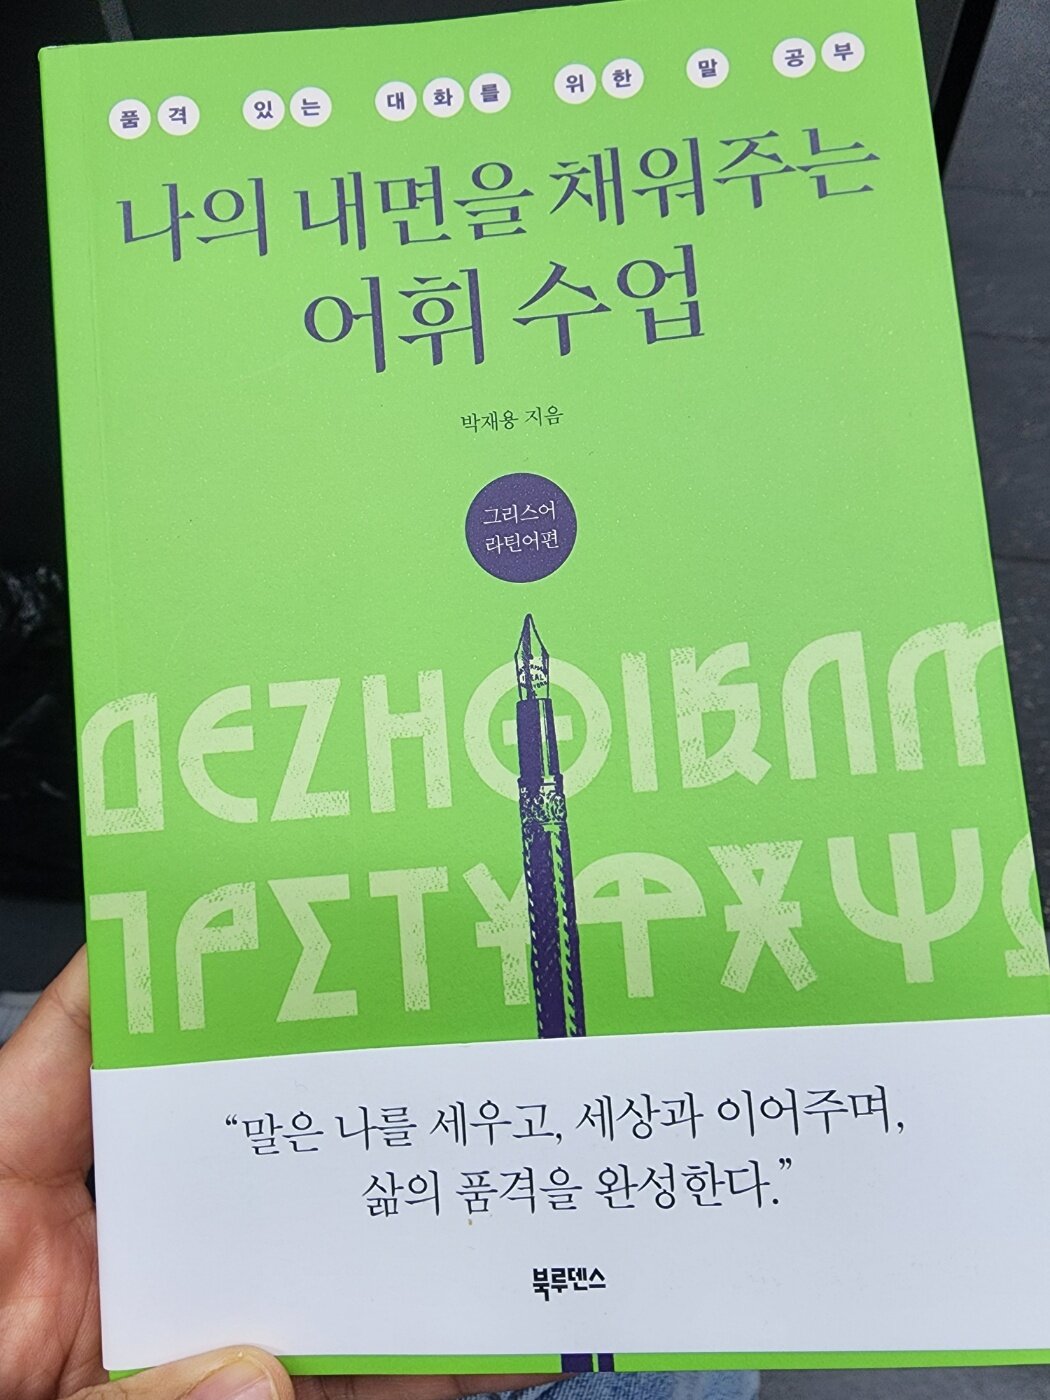 품격 있는 대화를 위한 말 공부
나의 내면을 채워주는
어휘 수업
박재용 지음
그리스어
라틴어편
IDEAL
ΔΕΖΗΘΙΚΛΜ
ΠΡΣΤΥΦΧΨΩ
“말은 나를 세우고, 세상과 이어주며,
삶의 품격을 완성한다.”
북루덴스